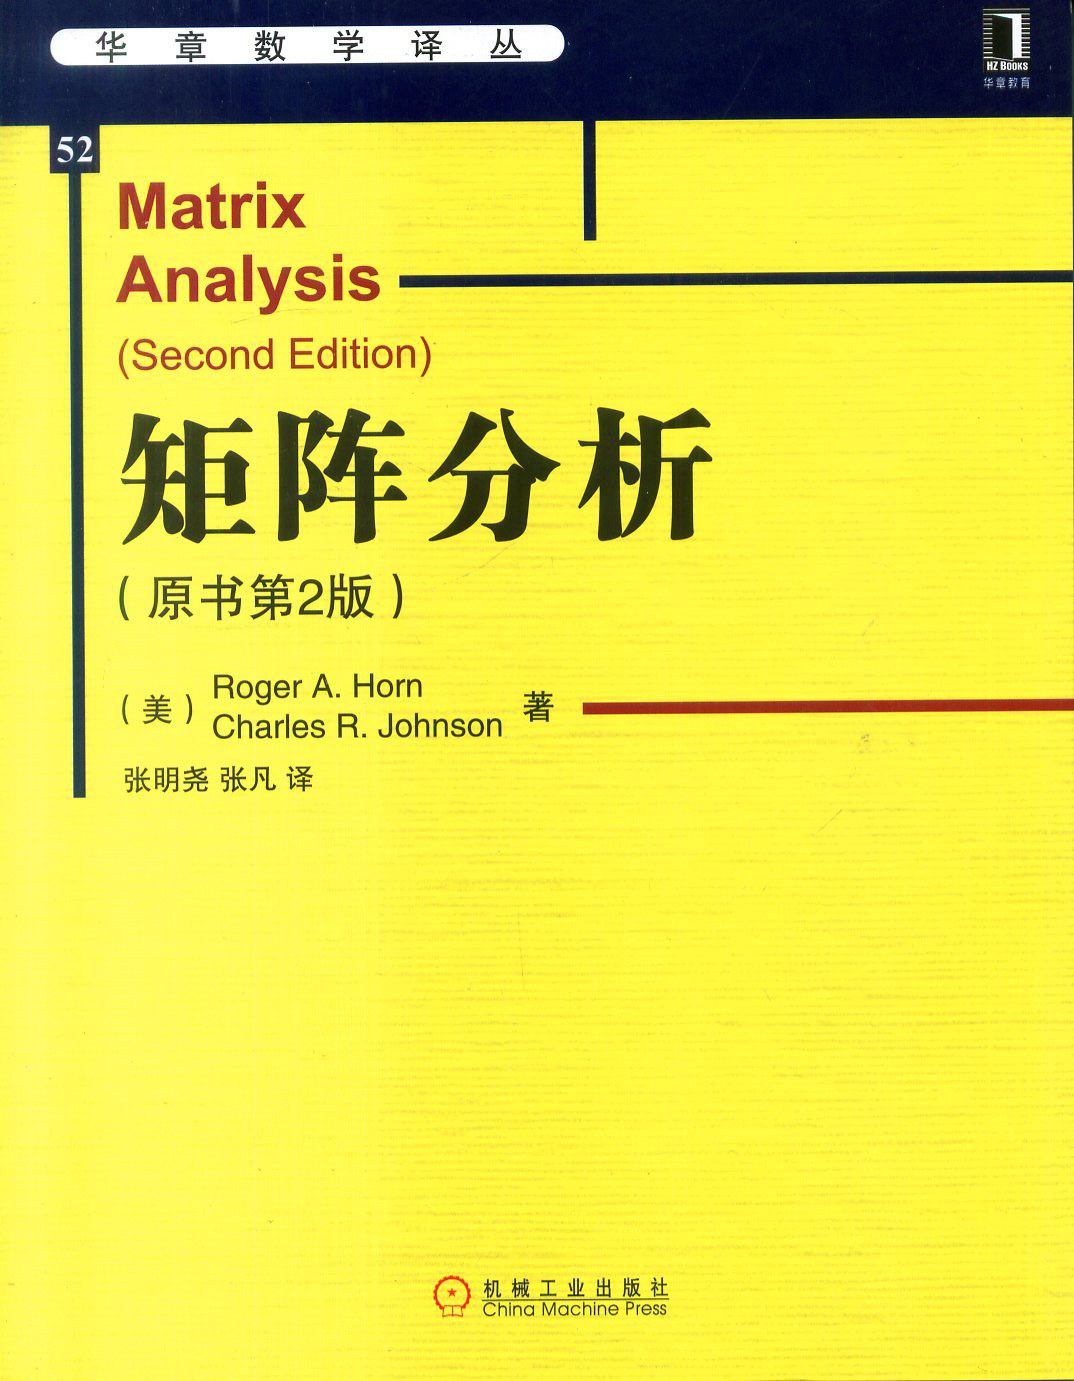 华章数学译丛
HZ BOOKS
华章教育
52
Matrix
Analysis
(Second Edition)
矩阵分析
（原书第2版）
（美） Roger A. Horn
Charles R. Johnson 著
张明尧 张凡 译
机械工业出版社
China Machine Press